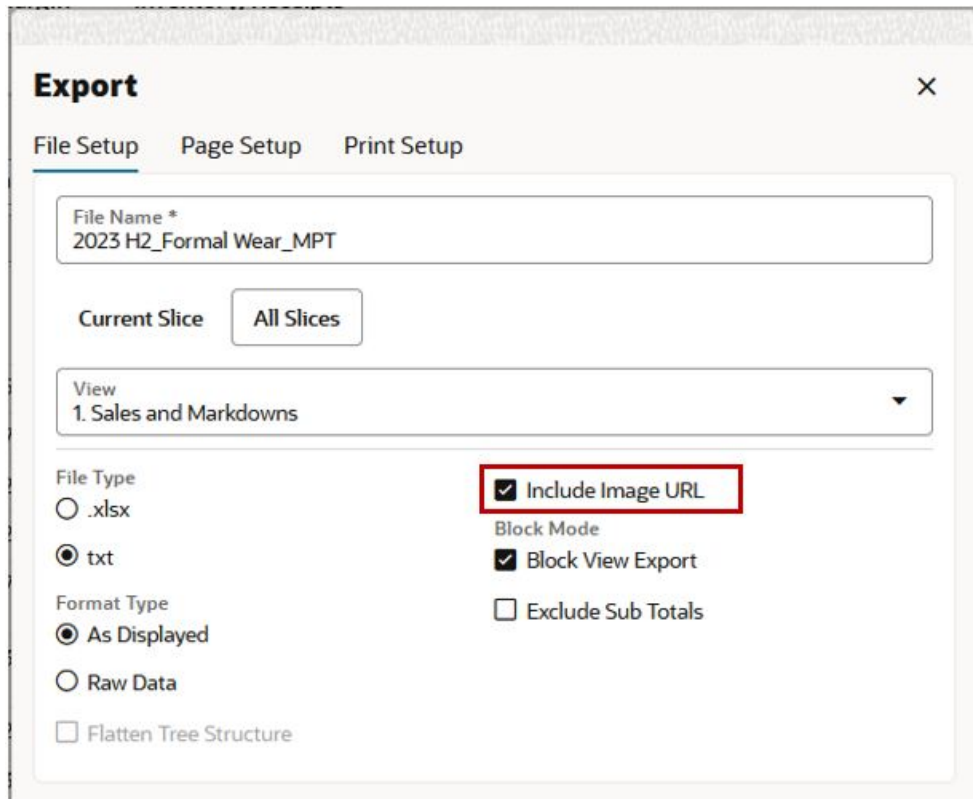 Export
File Setup Page Setup Print Setup
File Name *
2023 H2_Formal Wear_MPT
Current Slice All Slices
View
1. Sales and Markdowns
File Type
.xlsx
txt
Format Type
As Displayed
Raw Data
Flatten Tree Structure
Include Image URL
Block Mode
Block View Export
Exclude Sub Totals